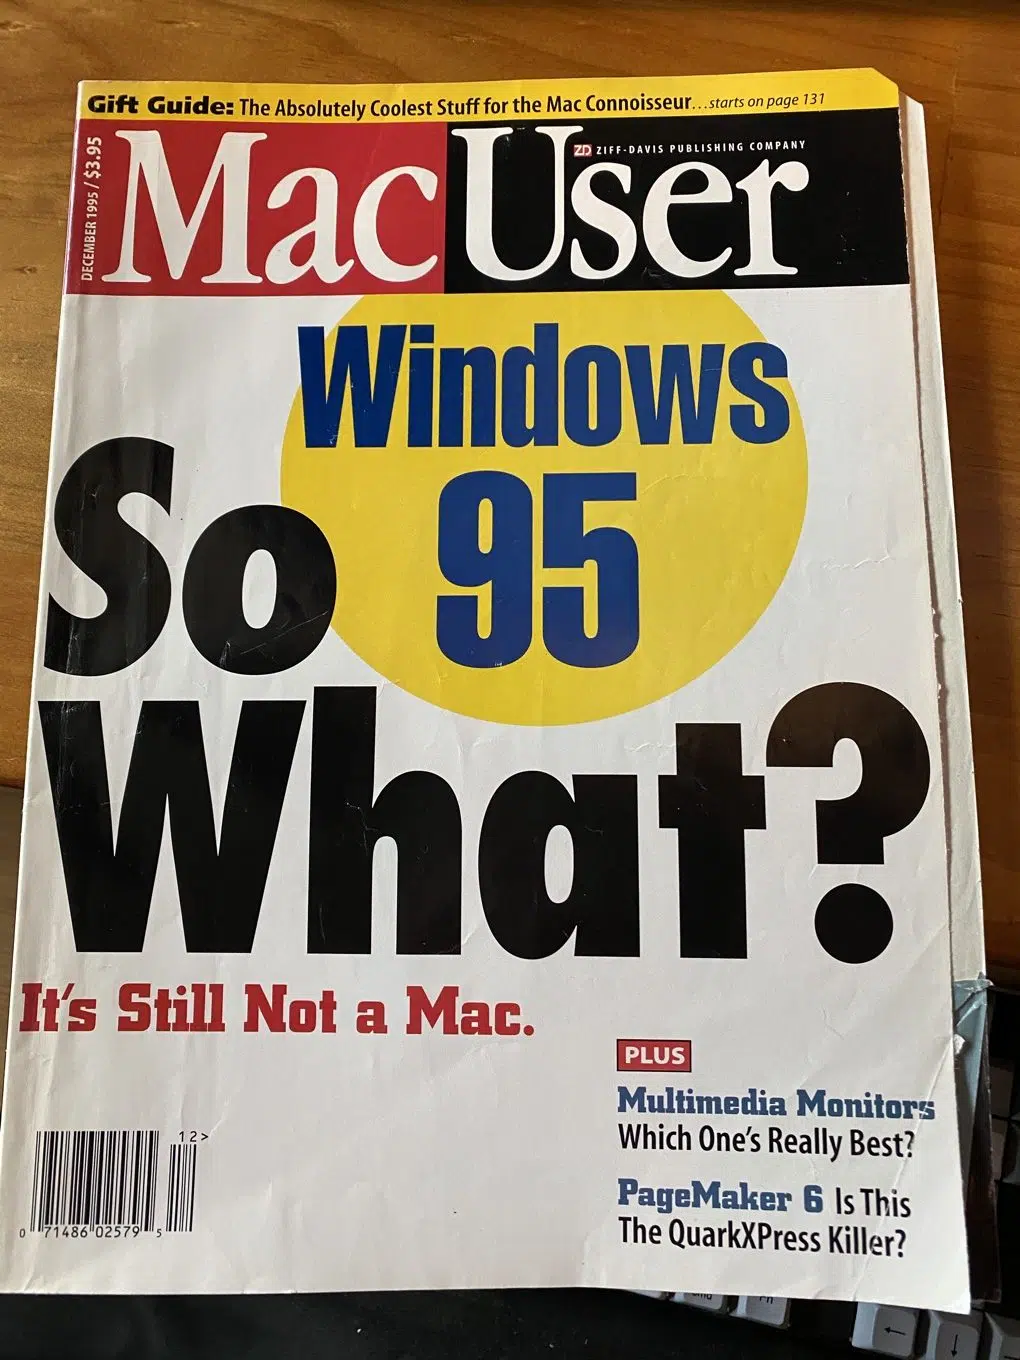 Gift Guide: The Absolutely Coolest Stuff for the Mac Connoisseur...starts on page 131
DECEMBER 1995 / $3.95
MacUser
ZD ZIFF-DAVIS PUBLISHING COMPANY
Windows
95
So
What?
It's Still Not a Mac.
PLUS
Multimedia Monitors
Which One's Really Best?
PageMaker 6 Is This
The QuarkXPress Killer?
12>
0 71486 02579 5
fn
←
↓